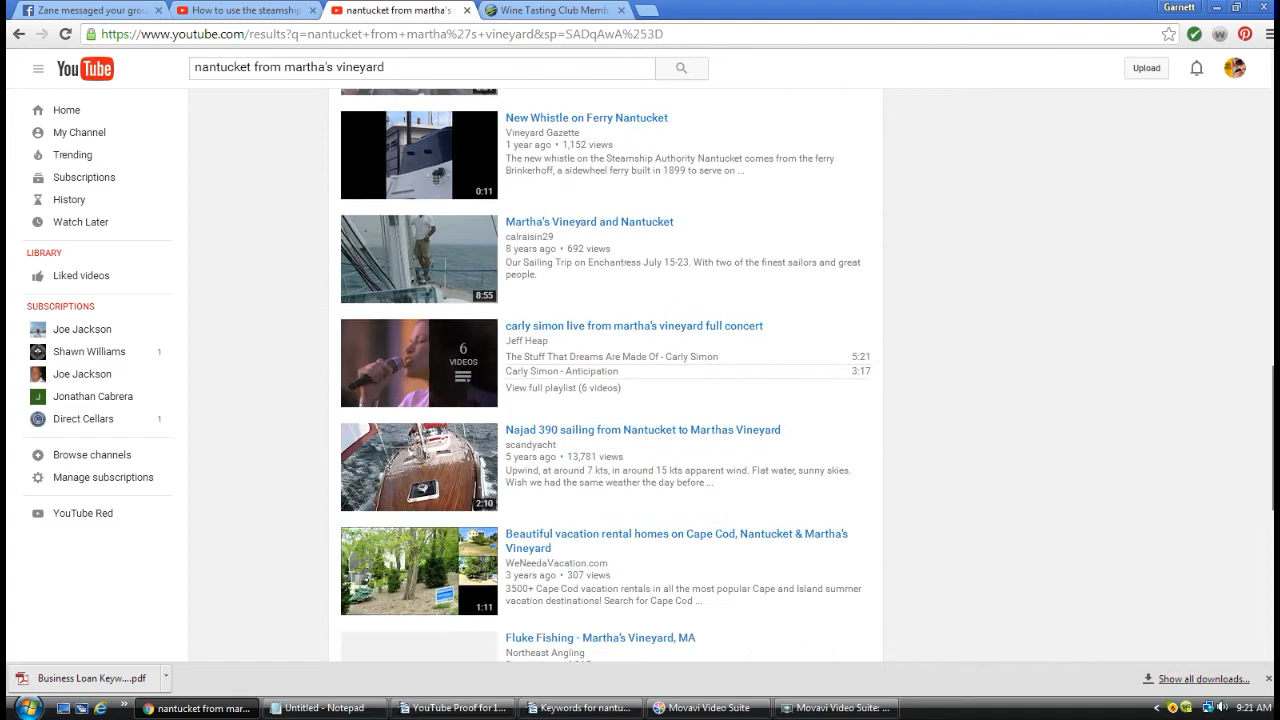 Zane messaged your grou
How to use the steamship
nantucket from martha's
Wine Tasting Club Memb
Garnett
https://www.youtube.com/results?q=nantucket+from+martha%27s+vineyard&sp=SADqAwA%253D
YouTube
nantucket from martha's vineyard
Upload
Home
My Channel
Trending
Subscriptions
History
Watch Later
LIBRARY
Liked videos
SUBSCRIPTIONS
Joe Jackson
Shawn Williams 1
Joe Jackson
J Jonathan Cabrera
Direct Cellars 1
Browse channels
Manage subscriptions
YouTube Red
New Whistle on Ferry Nantucket
Vineyard Gazette
1 year ago • 1,152 views
The new whistle on the Steamship Authority Nantucket comes from the ferry
Brinkerhoff, a sidewheel ferry built in 1899 to serve on ...
0:11
Martha's Vineyard and Nantucket
calraisin29
8 years ago • 692 views
Our Sailing Trip on Enchantress July 15-23. With two of the finest sailors and great
people.
8:55
carly simon live from martha's vineyard full concert
Jeff Heap
The Stuff That Dreams Are Made Of - Carly Simon 5:21
Carly Simon - Anticipation 3:17
View full playlist (6 videos)
6
VIDEOS
Najad 390 sailing from Nantucket to Marthas Vineyard
scandyacht
5 years ago • 13,781 views
Upwind, at around 7 kts, in around 15 kts apparent wind. Flat water, sunny skies.
Wish we had the same weather the day before ...
2:10
Beautiful vacation rental homes on Cape Cod, Nantucket & Martha's
Vineyard
WeNeedaVacation.com
3 years ago • 307 views
3500+ Cape Cod vacation rentals in all the most popular Cape and Island summer
vacation destinations! Search for Cape Cod ...
1:11
Fluke Fishing - Martha's Vineyard, MA
Northeast Angling
Business Loan Keyw....pdf
Show all downloads...
nantucket from mar...
Untitled - Notepad
YouTube Proof for 1...
Keywords for nantu...
Movavi Video Suite
Movavi Video Suite: ...
9:21 AM